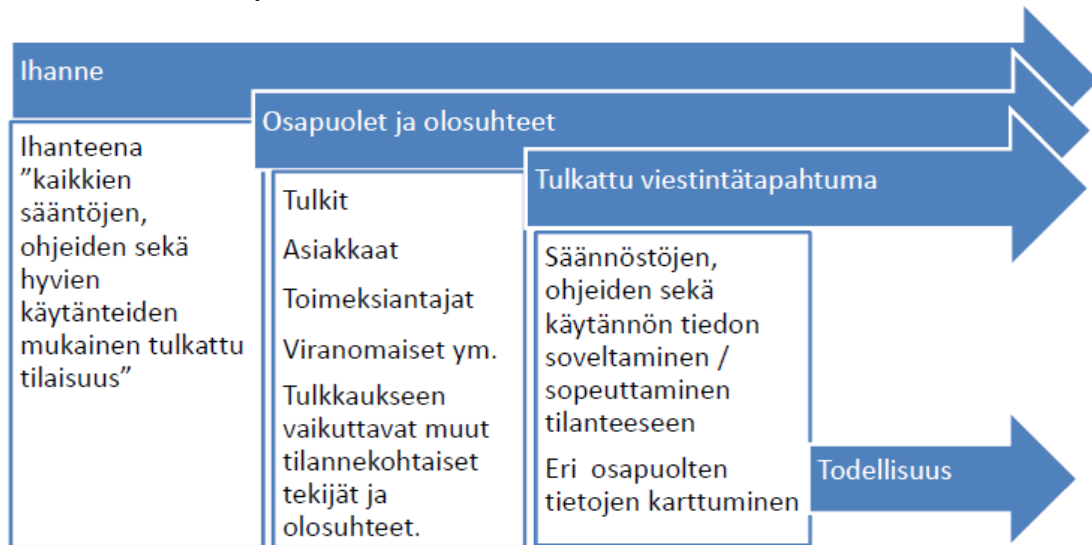 Ihanne
Ihanteena
”kaikkien
sääntöjen,
ohjeiden sekä
hyvien
käytänteiden
mukainen tulkattu
tilaisuus”
Osapuolet ja olosuhteet
Tulkit
Asiakkaat
Toimeksiantajat
Viranomaiset ym.
Tulkkaukseen
vaikuttavat muut
tilannekohtaiset
tekijät ja
olosuhteet.
Tulkattu viestintätapahtuma
Säännöstöjen,
ohjeiden sekä
käytännön tiedon
soveltaminen /
sopeuttaminen
tilanteeseen
Eri osapuolten
tietojen karttuminen
Todellisuus